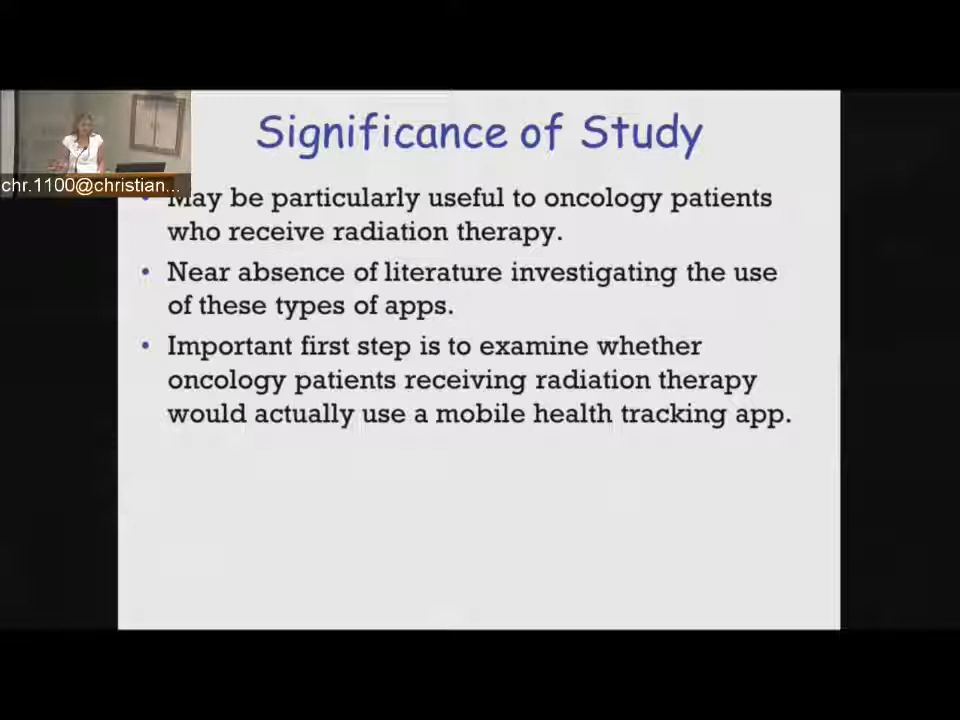 Significance of Study
chr.1100@christian...
• May be particularly useful to oncology patients
who receive radiation therapy.
• Near absence of literature investigating the use
of these types of apps.
• Important first step is to examine whether
oncology patients receiving radiation therapy
would actually use a mobile health tracking app.